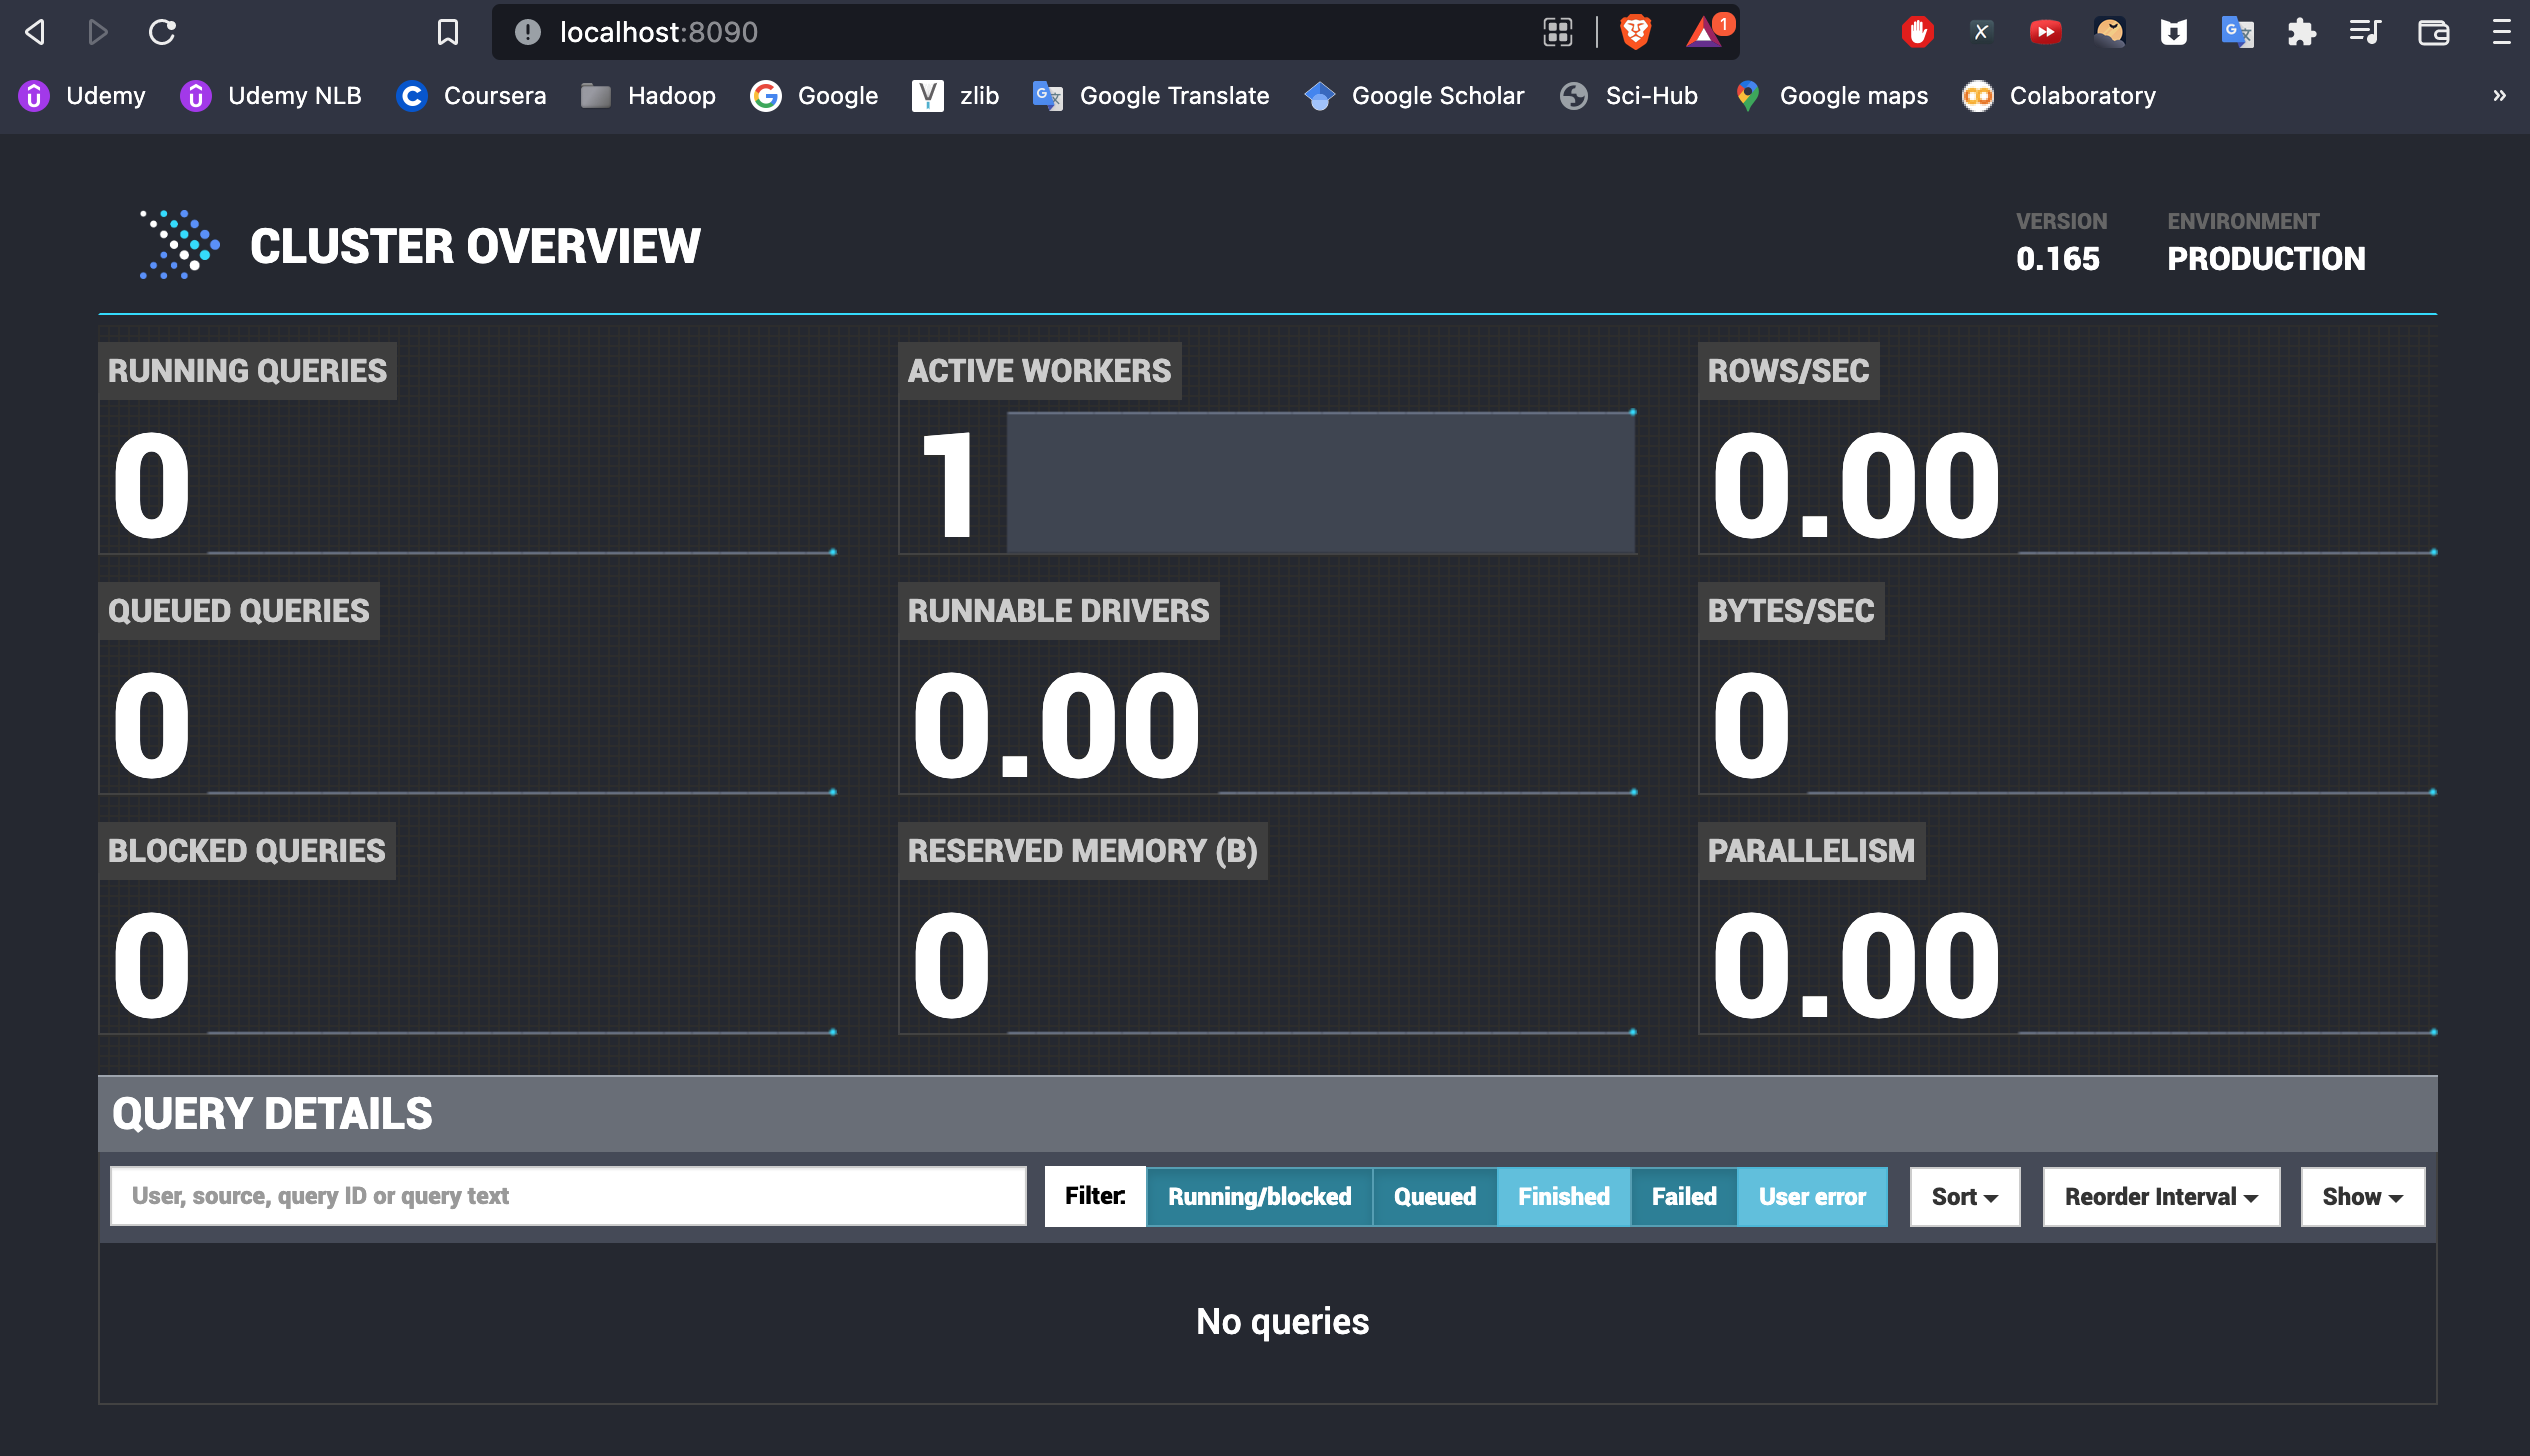 localhost:8090
1
Udemy Udemy NLB Coursera Hadoop Google zlib Google Translate Google Scholar Sci-Hub Google maps Colaboratory »
CLUSTER OVERVIEW
VERSION
0.165
ENVIRONMENT
PRODUCTION
RUNNING QUERIES
0
ACTIVE WORKERS
1
ROWS/SEC
0.00
QUEUED QUERIES
0
RUNNABLE DRIVERS
0.00
BYTES/SEC
0
BLOCKED QUERIES
0
RESERVED MEMORY (B)
0
PARALLELISM
0.00
QUERY DETAILS
User, source, query ID or query text
Filter: Running/blocked Queued Finished Failed User error Sort Reorder Interval Show
No queries